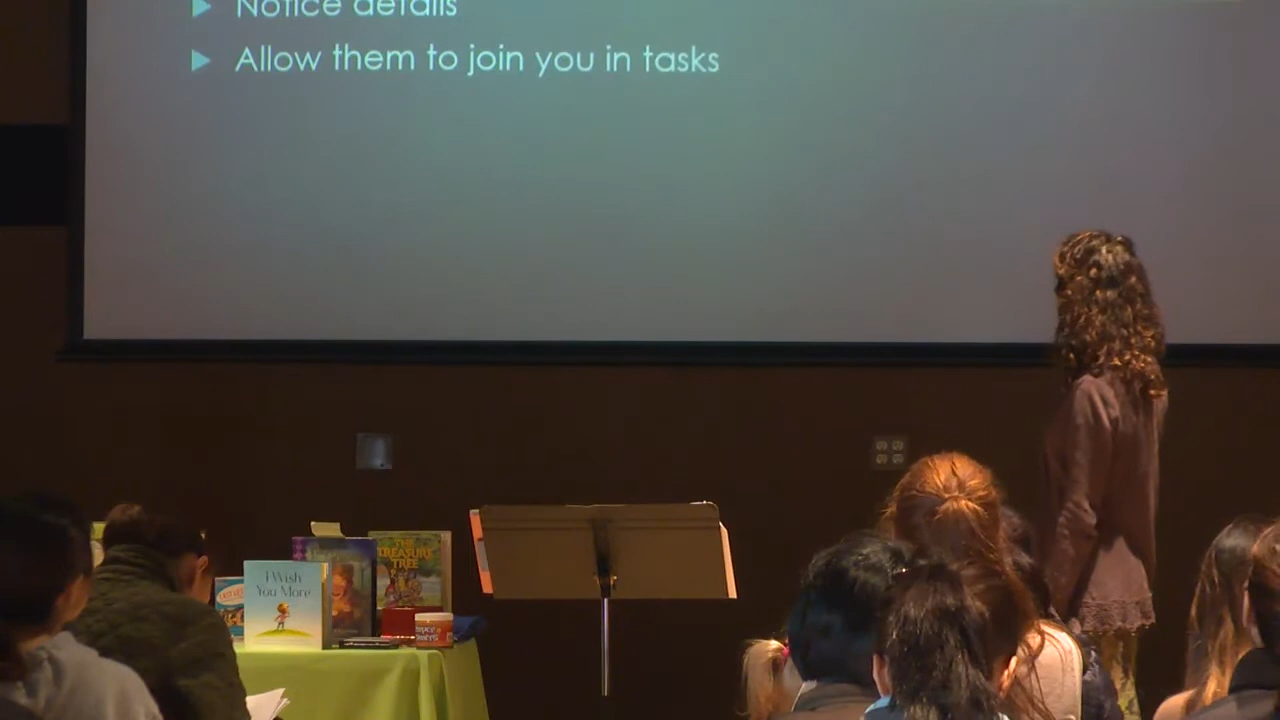 Notice details
Allow them to join you in tasks
THE
TREASURE
TREE
I Wish
You More